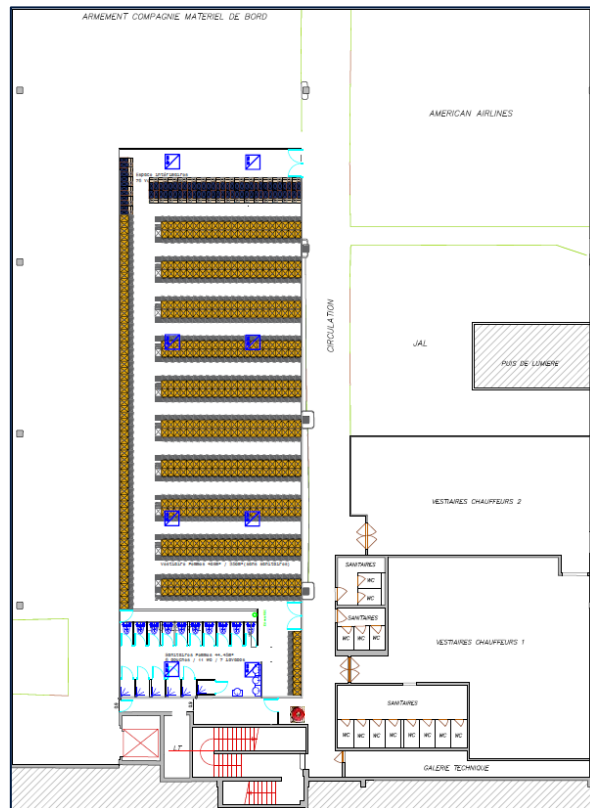 ARMEMENT COMPAGNIE MATERIEL DE BORD
AMERICAN AIRLINES
CIRCULATION
JAL
PUIS DE LUMIERE
VESTIAIRES CHAUFFEURS 2
SANITAIRES
WC
WC
SANITAIRES
WC
WC
WC
VESTIAIRES CHAUFFEURS 1
SANITAIRES
WC
WC
WC
WC
WC
WC
WC
WC
LT
GALERIE TECHNIQUE